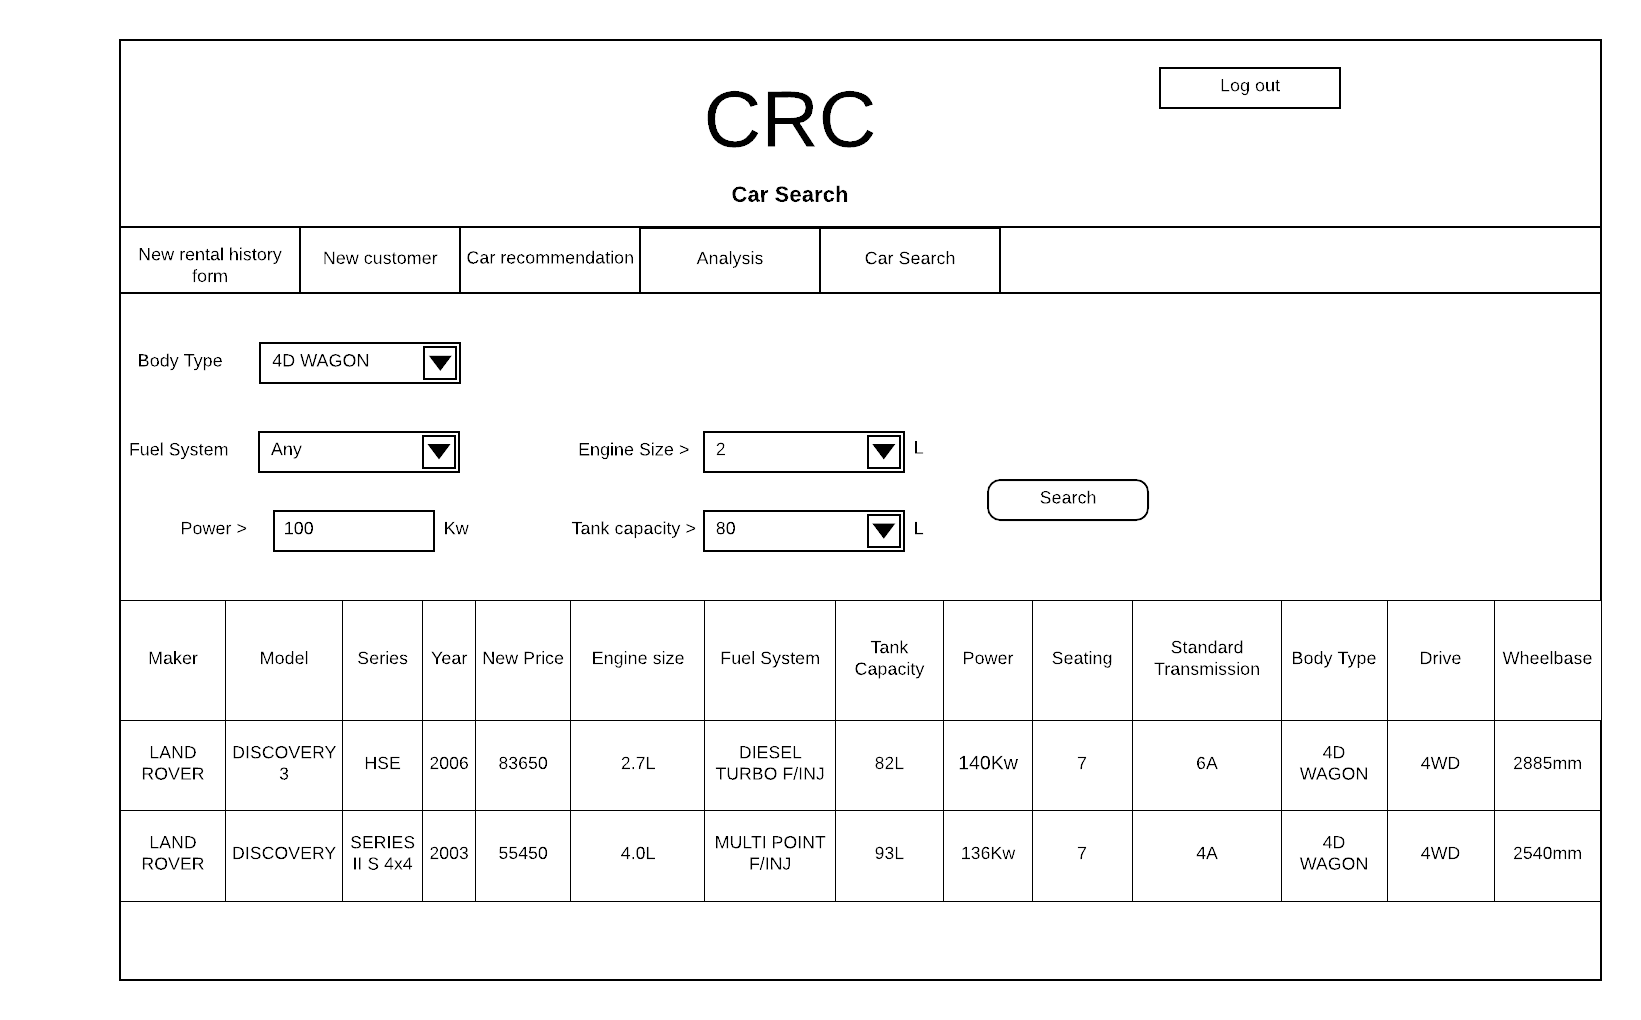 Log out
CRC
Car Search
New rental history
form
New customer
Car recommendation
Analysis
Car Search
Body Type
4D WAGON
Fuel System
Any
Engine Size >
2
L
Search
Power >
100
Kw
Tank capacity >
80
L
Maker
Model
Series
Year
New Price
Engine size
Fuel System
Tank
Capacity
Power
Seating
Standard
Transmission
Body Type
Drive
Wheelbase
LAND
ROVER
DISCOVERY
3
HSE
2006
83650
2.7L
DIESEL
TURBO F/INJ
82L
140Kw
7
6A
4D
WAGON
4WD
2885mm
LAND
ROVER
DISCOVERY
SERIES
II S 4x4
2003
55450
4.0L
MULTI POINT
F/INJ
93L
136Kw
7
4A
4D
WAGON
4WD
2540mm